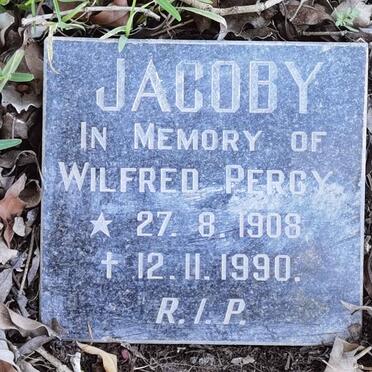 JACOBY
IN MEMORY OF
WILFRED PERCY
★ 27. 8. 1908
† 12.11.1990.
R.I.P.